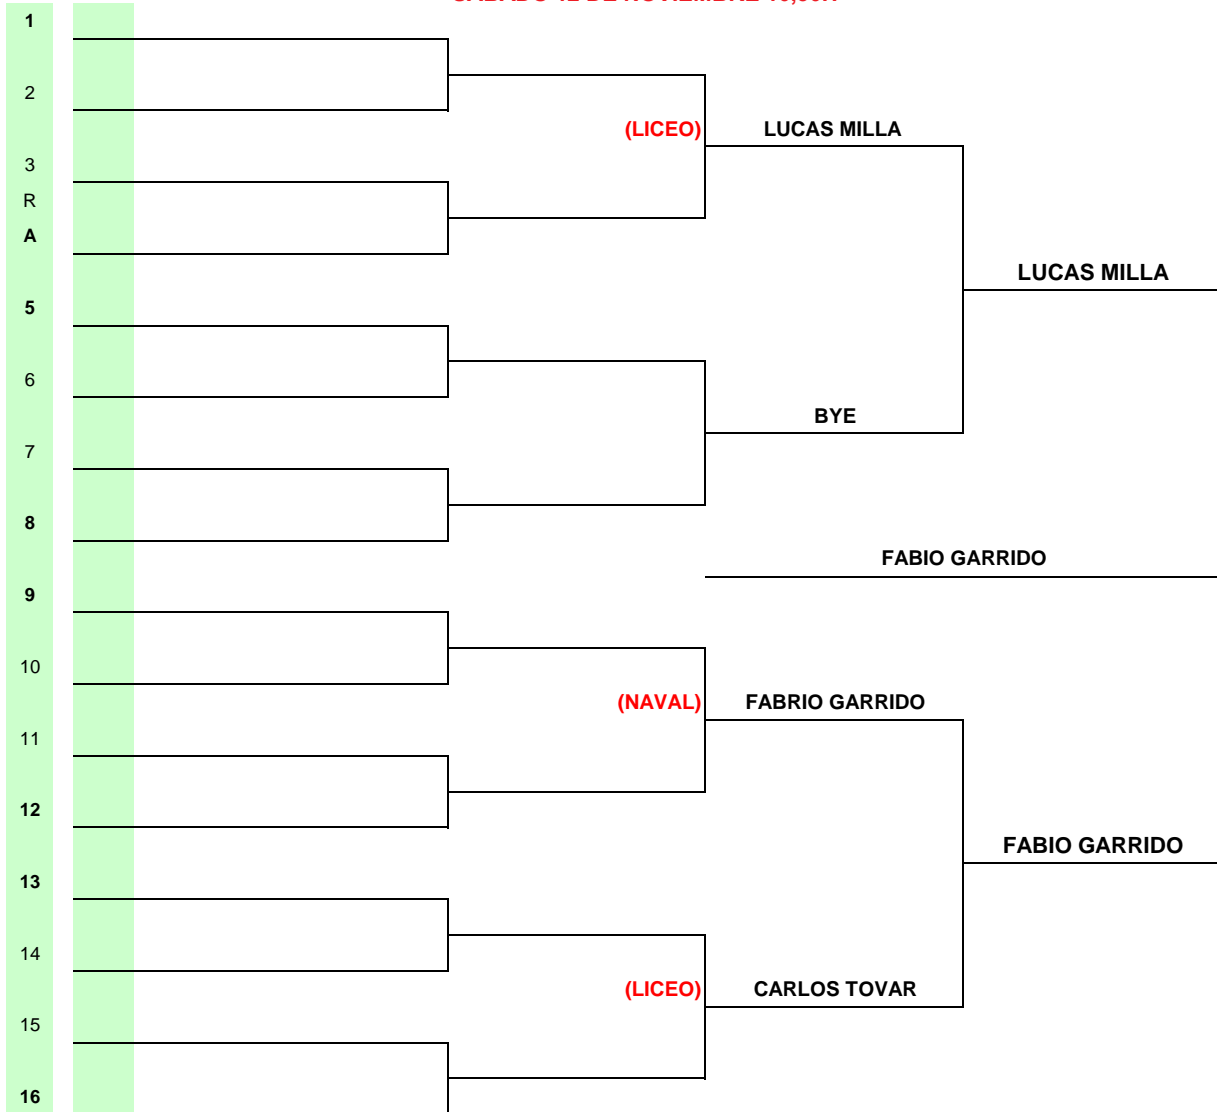 1
2
(LICEO) LUCAS MILLA
3
R
A
LUCAS MILLA
5
6
BYE
7
8
FABIO GARRIDO
9
10
(NAVAL) FABRIO GARRIDO
11
12
FABIO GARRIDO
13
14
(LICEO) CARLOS TOVAR
15
16